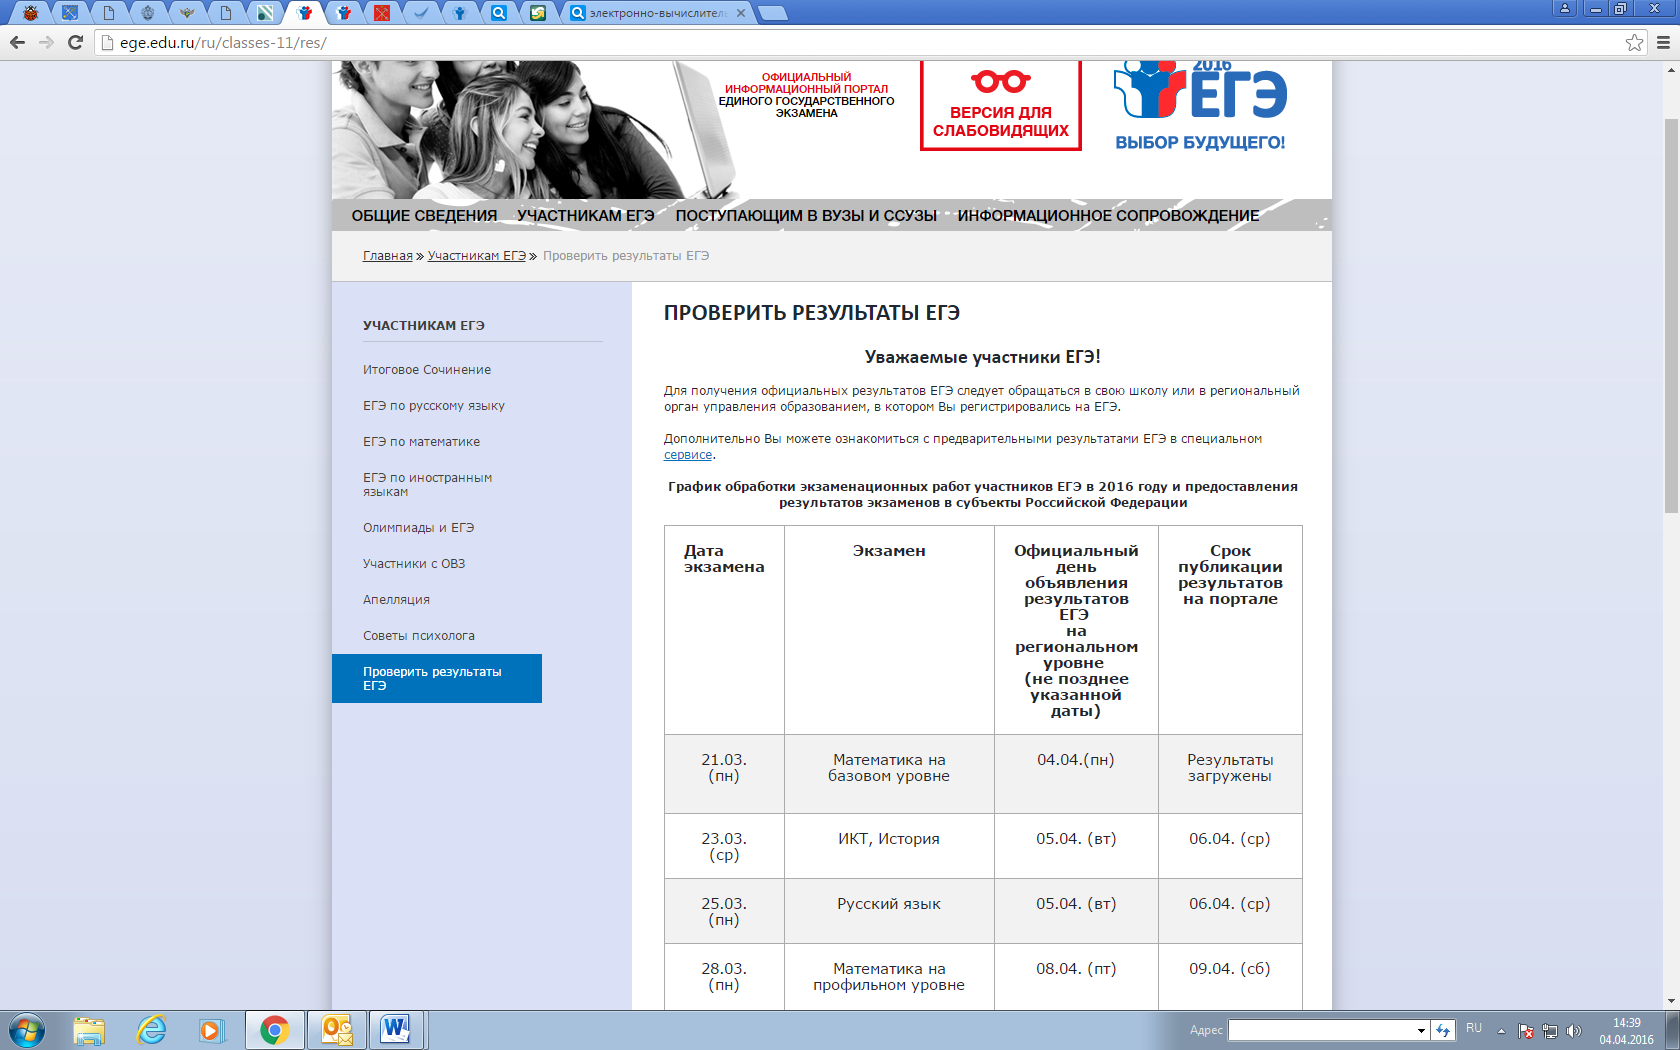 электронно-вычислитель
ege.edu.ru/ru/classes-11/res/
ОФИЦИАЛЬНЫЙ
ИНФОРМАЦИОННЫЙ ПОРТАЛ
ЕДИНОГО ГОСУДАРСТВЕННОГО
ЭКЗАМЕНА
ВЕРСИЯ ДЛЯ
СЛАБОВИДЯЩИХ
2016
ЕГЭ
ВЫБОР БУДУЩЕГО!
ОБЩИЕ СВЕДЕНИЯ УЧАСТНИКАМ ЕГЭ ПОСТУПАЮЩИМ В ВУЗЫ И ССУЗЫ ИНФОРМАЦИОННОЕ СОПРОВОЖДЕНИЕ
Главная » Участникам ЕГЭ » Проверить результаты ЕГЭ
УЧАСТНИКАМ ЕГЭ
Итоговое Сочинение
ЕГЭ по русскому языку
ЕГЭ по математике
ЕГЭ по иностранным
языкам
Олимпиады и ЕГЭ
Участники с ОВЗ
Апелляция
Советы психолога
Проверить результаты
ЕГЭ
ПРОВЕРИТЬ РЕЗУЛЬТАТЫ ЕГЭ
Уважаемые участники ЕГЭ!
Для получения официальных результатов ЕГЭ следует обращаться в свою школу или в региональный
орган управления образованием, в котором Вы регистрировались на ЕГЭ.
Дополнительно Вы можете ознакомиться с предварительными результатами ЕГЭ в специальном
сервисе.
График обработки экзаменационных работ участников ЕГЭ в 2016 году и предоставления
результатов экзаменов в субъекты Российской Федерации
Дата
экзамена
Экзамен
Официальный
день
объявления
результатов
ЕГЭ
на
региональном
уровне
(не позднее
указанной
даты)
Срок
публикации
результатов
на портале
21.03.
(пн)
Математика на
базовом уровне
04.04.(пн)
Результаты
загружены
23.03.
(ср)
ИКТ, История
05.04. (вт)
06.04. (ср)
25.03.
(пн)
Русский язык
05.04. (вт)
06.04. (ср)
28.03.
(пн)
Математика на
профильном уровне
08.04. (пт)
09.04. (сб)
Адрес
RU
14:39
04.04.2016